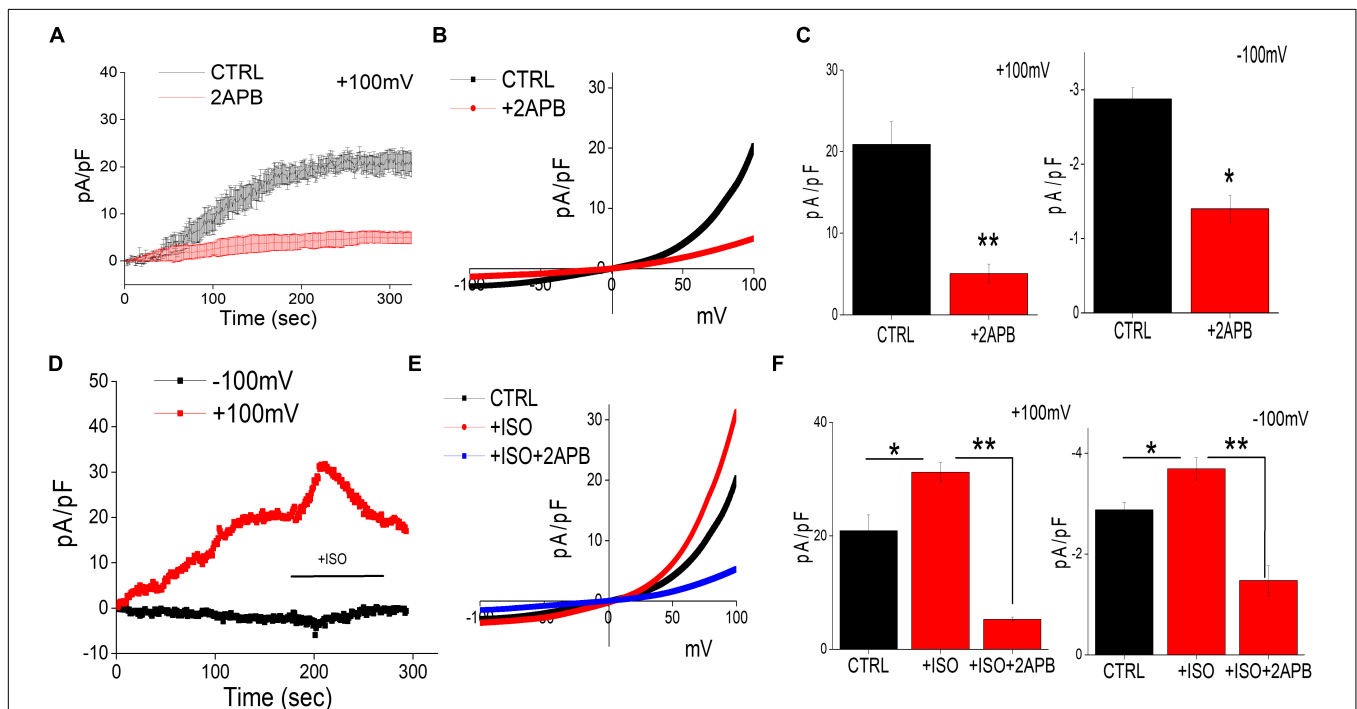 A
CTRL
2APB
+100mV
40
30
20
10
0
pA/pF
0
100
200
300
Time (sec)
B
CTRL
+2APB
30
20
10
pA/pF
-100
-50
0
50
100
mV
C
+100mV
30
20
10
0
pA/pF
**
CTRL
+2APB
-100mV
-3
-2
-1
0
pA/pF
*
CTRL
+2APB
D
-100mV
+100mV
50
40
30
20
10
0
-10
pA/pF
+ISO
0
100
200
300
Time (sec)
E
CTRL
+ISO
+ISO+2APB
30
20
10
pA/pF
-100
-50
0
50
100
mV
F
+100mV
40
20
0
pA/pF
*
**
CTRL
+ISO
+ISO+2APB
-100mV
-4
-2
0
pA/pF
*
**
CTRL
+ISO
+ISO+2APB